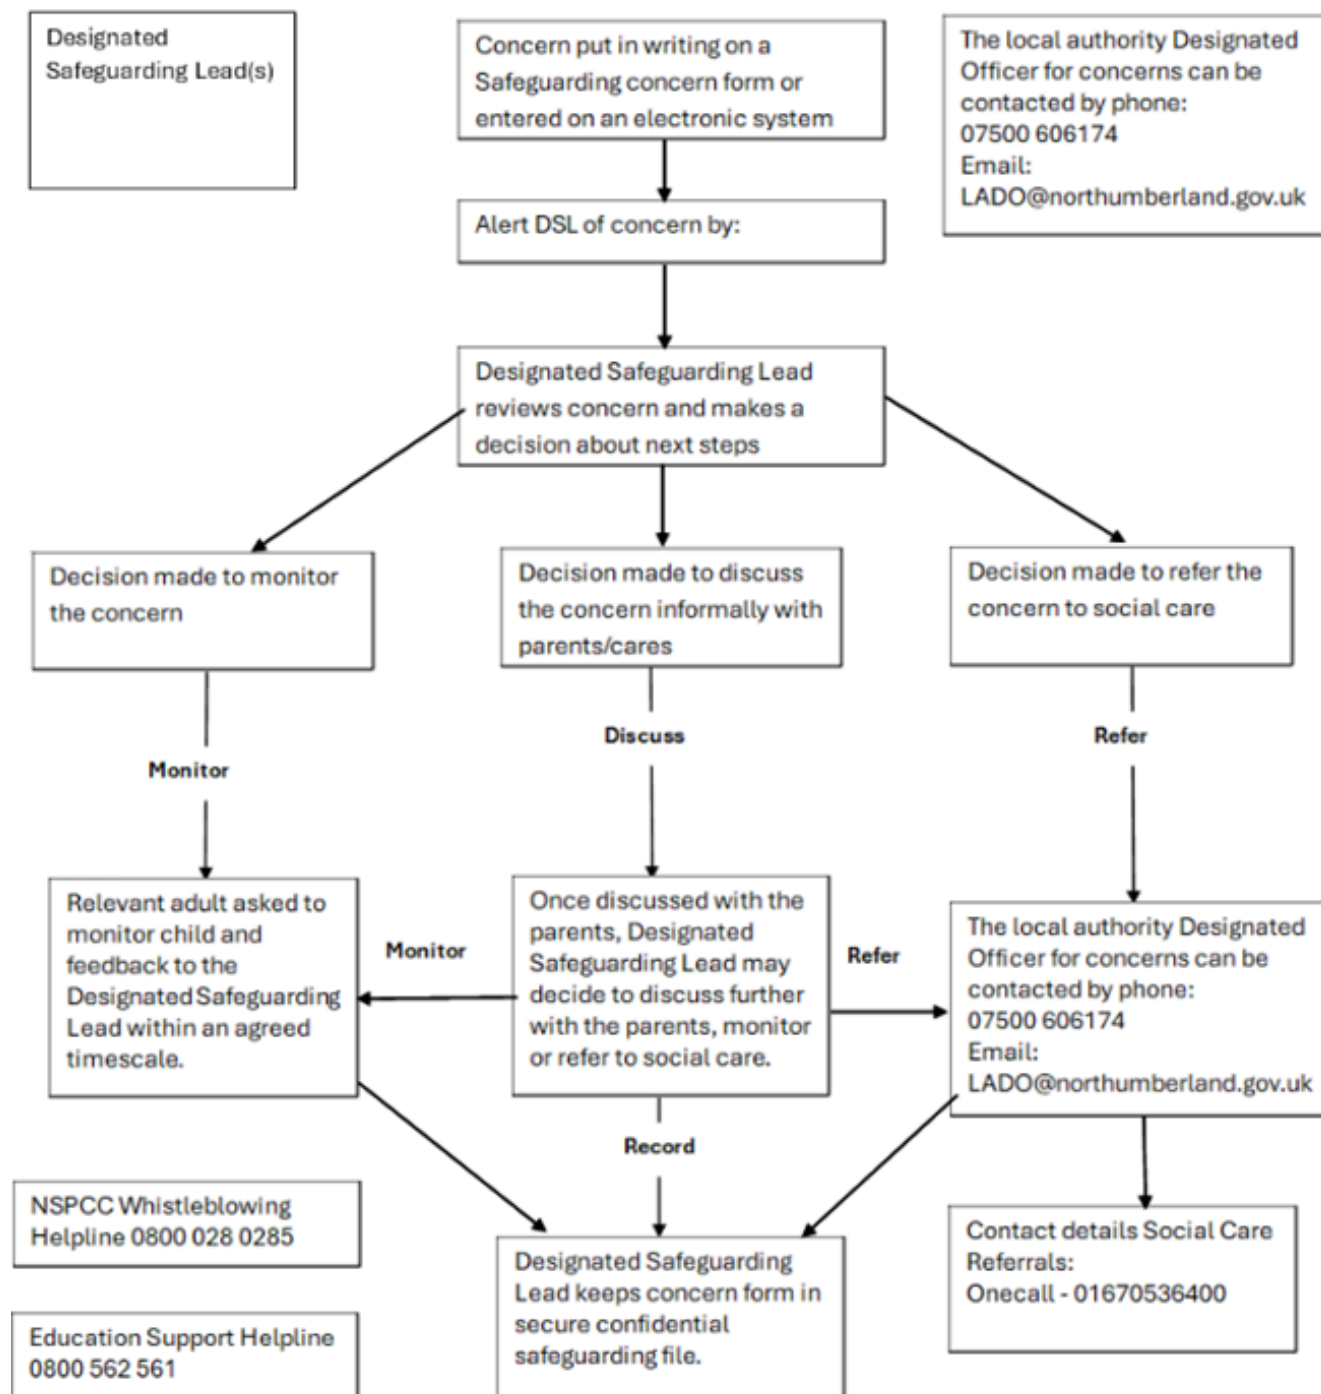 Designated
Safeguarding Lead(s)
Concern put in writing on a
Safeguarding concern form or
entered on an electronic system
The local authority Designated
Officer for concerns can be
contacted by phone:
07500 606174
Email:
LADO@northumberland.gov.uk
Alert DSL of concern by:
Designated Safeguarding Lead
reviews concern and makes a
decision about next steps
Decision made to monitor
the concern
Decision made to discuss
the concern informally with
parents/cares
Decision made to refer the
concern to social care
Monitor
Discuss
Refer
Relevant adult asked to
monitor child and
feedback to the
Designated Safeguarding
Lead within an agreed
timescale.
Monitor
Once discussed with the
parents, Designated
Safeguarding Lead may
decide to discuss further
with the parents, monitor
or refer to social care.
Refer
The local authority Designated
Officer for concerns can be
contacted by phone:
07500 606174
Email:
LADO@northumberland.gov.uk
Record
NSPCC Whistleblowing
Helpline 0800 028 0285
Designated Safeguarding
Lead keeps concern form in
secure confidential
safeguarding file.
Contact details Social Care
Referrals:
Onecall - 01670536400
Education Support Helpline
0800 562 561